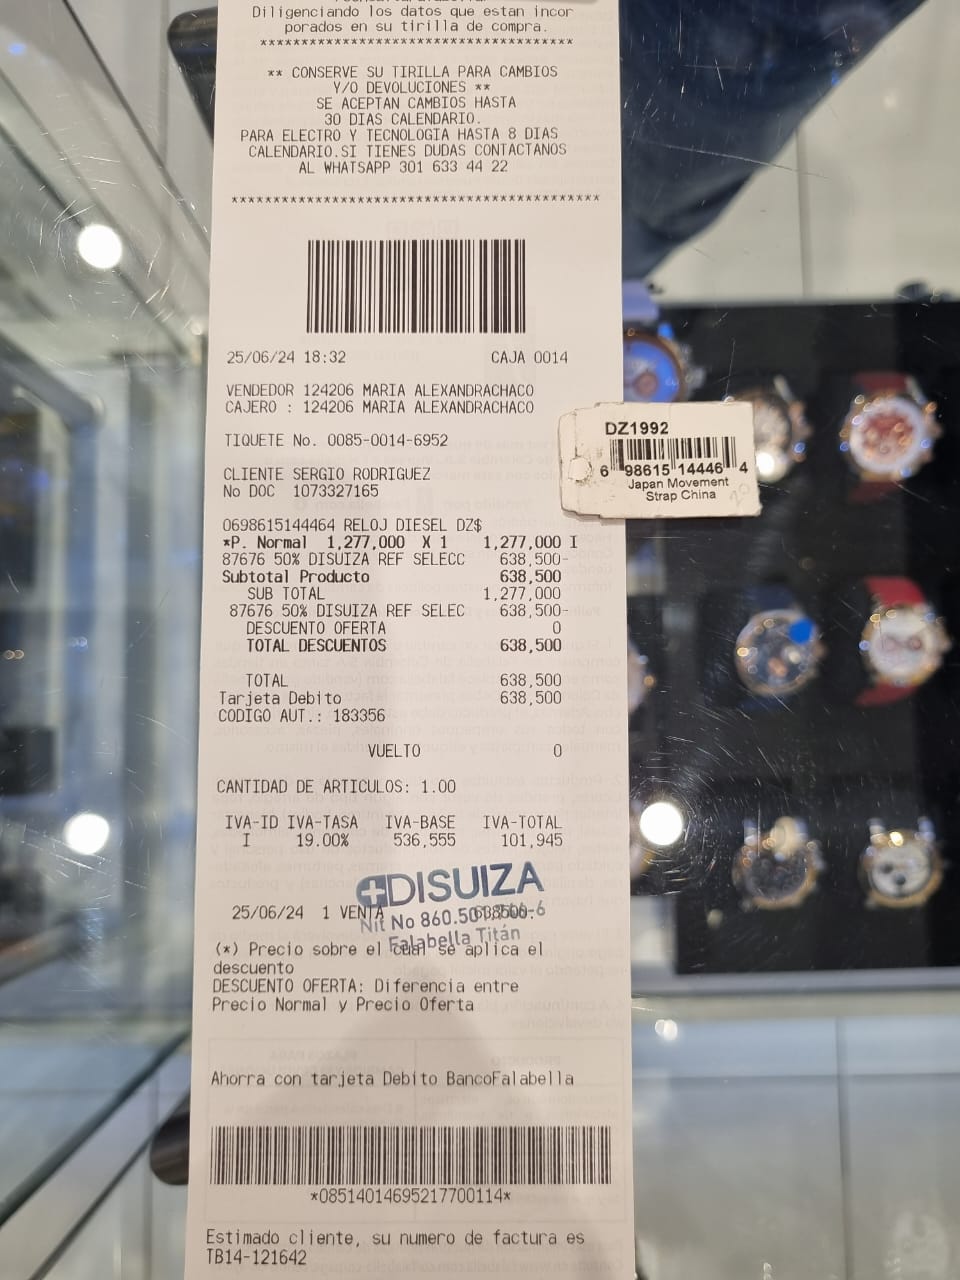 Diligenciando los datos que estan incor
porados en su tirilla de compra.
****************************************
** CONSERVE SU TIRILLA PARA CAMBIOS
Y/O DEVOLUCIONES **
SE ACEPTAN CAMBIOS HASTA
30 DIAS CALENDARIO.
PARA ELECTRO Y TECNOLOGIA HASTA 8 DIAS
CALENDARIO.SI TIENES DUDAS CONTACTANOS
AL WHATSAPP 301 633 44 22
******************************************
25/06/24 18:32 CAJA 0014
VENDEDOR 124206 MARIA ALEXANDRACHACO
CAJERO : 124206 MARIA ALEXANDRACHACO
TIQUETE No. 0085-0014-6952
CLIENTE SERGIO RODRIGUEZ
No DOC 1073327165
0698615144464 RELOJ DIESEL DZ$
*P. Normal 1,277,000 X 1 1,277,000 I
87676 50% DISUIZA REF SELECC 638,500-
Subtotal Producto 638,500
SUB TOTAL 1,277,000
87676 50% DISUIZA REF SELEC 638,500-
DESCUENTO OFERTA 0
TOTAL DESCUENTOS 638,500
TOTAL 638,500
Tarjeta Debito 638,500
CODIGO AUT.: 183356
VUELTO 0
CANTIDAD DE ARTICULOS: 1.00
IVA-ID IVA-TASA IVA-BASE IVA-TOTAL
I 19.00% 536,555 101,945
DISUIZA
25/06/24 1 VENTA
Nit No 860.50
Falabella Titán
(*) Precio sobre el cual se aplica el
descuento
DESCUENTO OFERTA: Diferencia entre
Precio Normal y Precio Oferta
Ahorra con tarjeta Debito BancoFalabella
*08514014695217700114*
Estimado cliente, su numero de factura es
TB14-121642
DZ1992
6 98615 14446 4
Japan Movement
Strap China